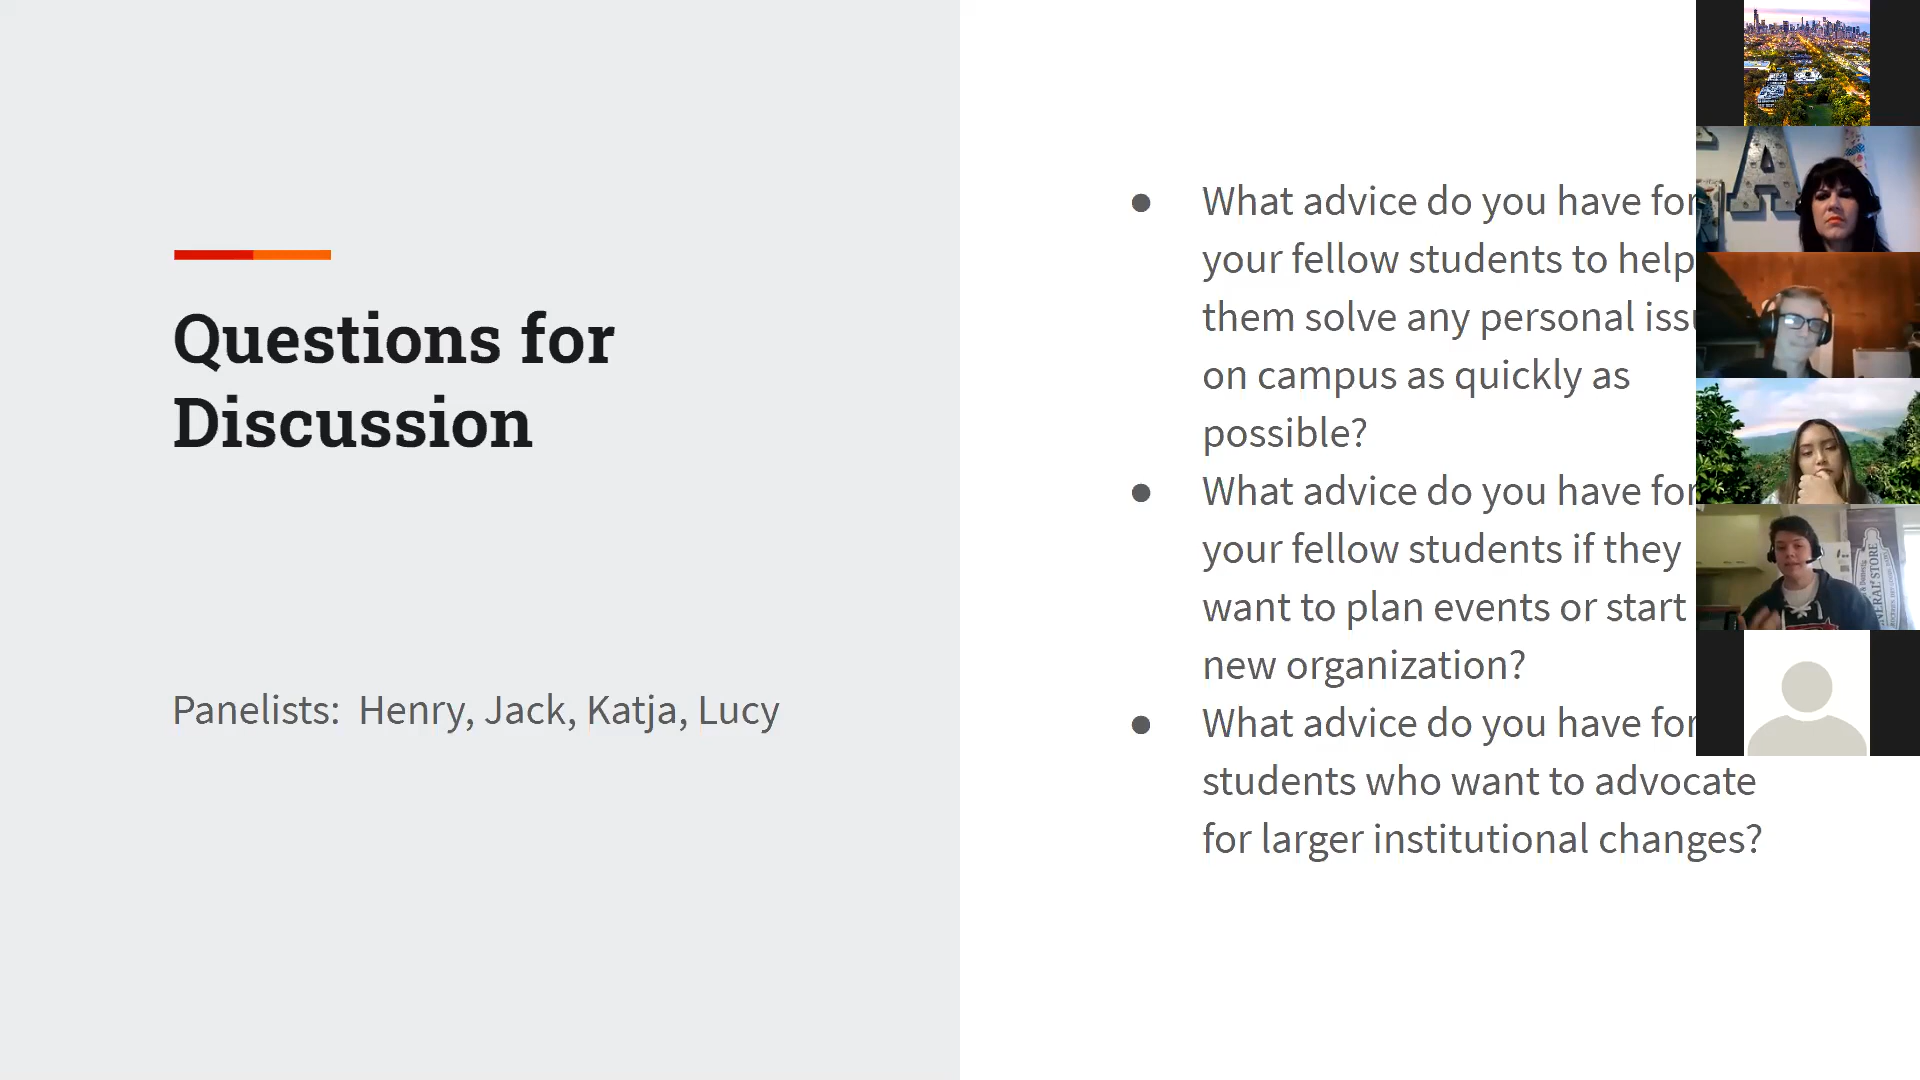 Questions for
Discussion
Panelists: Henry, Jack, Katja, Lucy
● What advice do you have for
your fellow students to help
them solve any personal
on campus as quickly as
possible?
● What advice do you have for
your fellow students if they
want to plan events or start
new organization?
● What advice do you have for
students who want to advocate
for larger institutional changes?
A
STORE